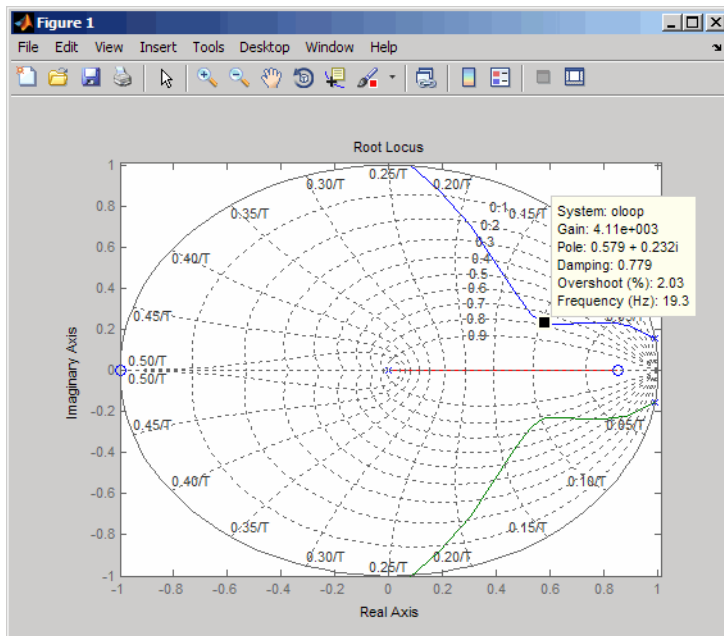 Figure 1
File Edit View Insert Tools Desktop Window Help
Root Locus
1
0.8
0.6
0.4
0.2
0
-0.2
-0.4
-0.6
-0.8
-1
Imaginary Axis
0.25/T
0.30/T
0.20/T
0.35/T
0.1
0.45/T
0.2
0.3
0.40/T
0.4
0.5
0.6
0.7
0.45/T
0.8
0.9
0.50/T
0.50/T
0.45/T
0.05/T
0.40/T
0.10/T
0.35/T
0.15/T
0.30/T
0.20/T
0.25/T
System: oloop
Gain: 4.11e+003
Pole: 0.579 + 0.232i
Damping: 0.779
Overshoot (%): 2.03
Frequency (Hz): 19.3
-1 -0.8 -0.6 -0.4 -0.2 0 0.2 0.4 0.6 0.8 1
Real Axis